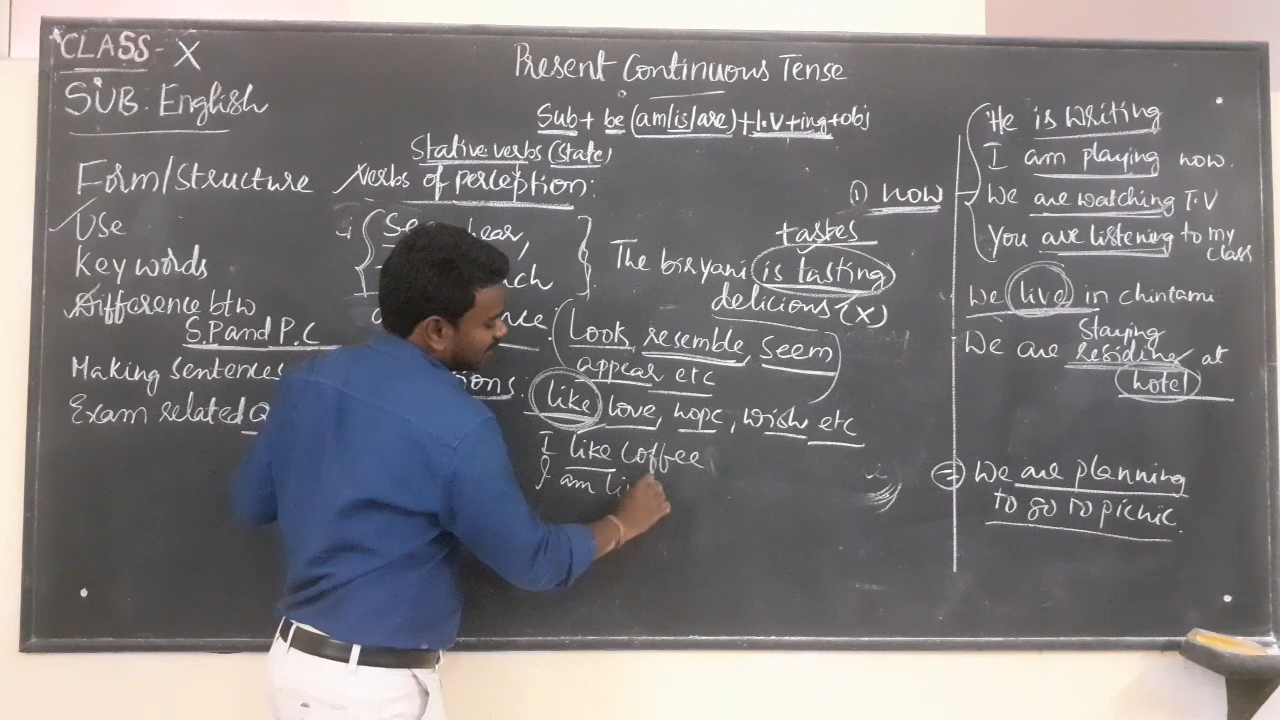 CLASS - X
SUB: English
Present Continuous Tense
Sub + be (am/is/are) + I.V + ing + obj
Stative verbs (State)
Form/Structure
Use
Key words
Difference btw
S.P and P.C
Making sentences
Exam related
Verbs of perception:
hear,
The biryani is tasting
tastes
delicious (X)
Look, resemble, Seem
appear etc
like love, hope, wish etc
I like Coffee
I am li
(1) now
He is writing
I am playing now.
We are watching T.V
You are listening to my
class
We live in chintami
staying
We are residing at
hotel
We are planning
to go to picnic.